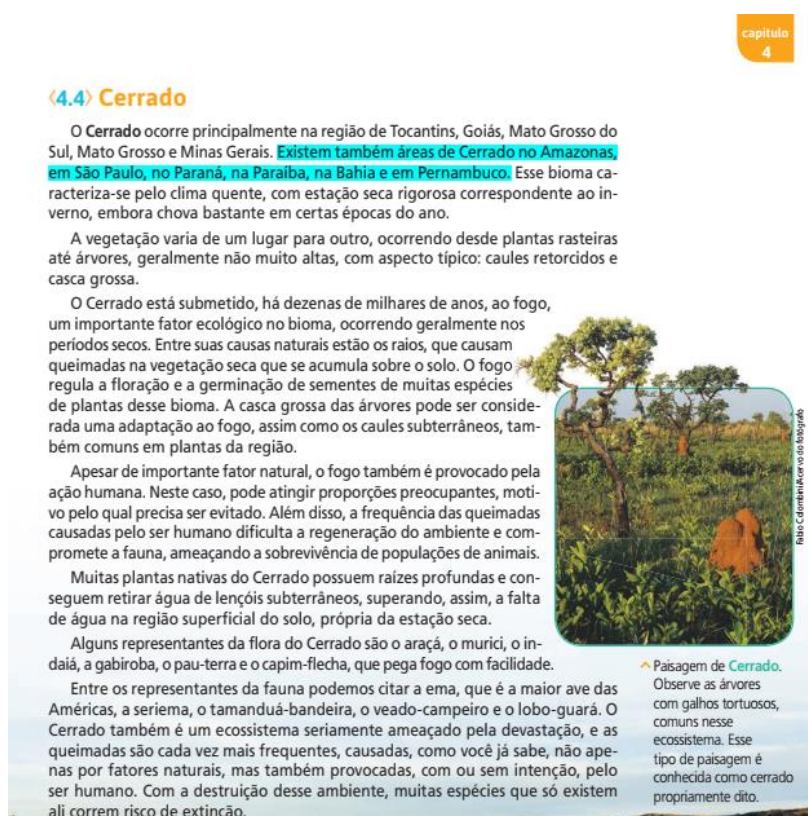 capítulo
4
⟨4.4⟩ Cerrado
O Cerrado ocorre principalmente na região de Tocantins, Goiás, Mato Grosso do
Sul, Mato Grosso e Minas Gerais. Existem também áreas de Cerrado no Amazonas,
em São Paulo, no Paraná, na Paraíba, na Bahia e em Pernambuco. Esse bioma ca-
racteriza-se pelo clima quente, com estação seca rigorosa correspondente ao in-
verno, embora chova bastante em certas épocas do ano.
A vegetação varia de um lugar para outro, ocorrendo desde plantas rasteiras
até árvores, geralmente não muito altas, com aspecto típico: caules retorcidos e
casca grossa.
O Cerrado está submetido, há dezenas de milhares de anos, ao fogo,
um importante fator ecológico no bioma, ocorrendo geralmente nos
períodos secos. Entre suas causas naturais estão os raios, que causam
queimadas na vegetação seca que se acumula sobre o solo. O fogo
regula a floração e a germinação de sementes de muitas espécies
de plantas desse bioma. A casca grossa das árvores pode ser conside-
rada uma adaptação ao fogo, assim como os caules subterrâneos, tam-
bém comuns em plantas da região.
Apesar de importante fator natural, o fogo também é provocado pela
ação humana. Neste caso, pode atingir proporções preocupantes, moti-
vo pelo qual precisa ser evitado. Além disso, a frequência das queimadas
causadas pelo ser humano dificulta a regeneração do ambiente e com-
promete a fauna, ameaçando a sobrevivência de populações de animais.
Muitas plantas nativas do Cerrado possuem raízes profundas e con-
seguem retirar água de lençóis subterrâneos, superando, assim, a falta
de água na região superficial do solo, própria da estação seca.
Alguns representantes da flora do Cerrado são o araçá, o murici, o in-
daiá, a gabiroba, o pau-terra e o capim-flecha, que pega fogo com facilidade.
Entre os representantes da fauna podemos citar a ema, que é a maior ave das
Américas, a seriema, o tamanduá-bandeira, o veado-campeiro e o lobo-guará. O
Cerrado também é um ecossistema seriamente ameaçado pela devastação, e as
queimadas são cada vez mais frequentes, causadas, como você já sabe, não ape-
nas por fatores naturais, mas também provocadas, com ou sem intenção, pelo
ser humano. Com a destruição desse ambiente, muitas espécies que só existem
ali correm risco de extinção.
Fabio Colombini/Acervo do fotógrafo
Paisagem de Cerrado.
Observe as árvores
com galhos tortuosos,
comuns nesse
ecossistema. Esse
tipo de paisagem é
conhecida como cerrado
propriamente dito.